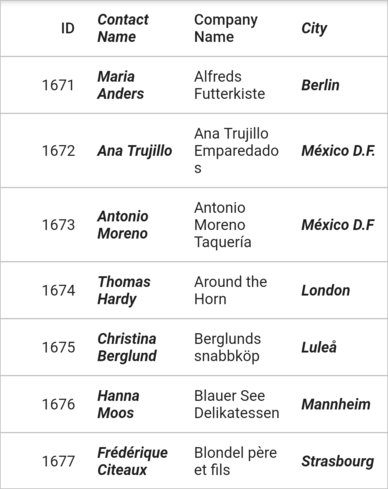 ID Contact Name Company Name City
1671 Maria Anders Alfreds Futterkiste Berlin
1672 Ana Trujillo Ana Trujillo Emparedados México D.F.
1673 Antonio Moreno Antonio Moreno Taquería México D.F
1674 Thomas Hardy Around the Horn London
1675 Christina Berglund Berglunds snabbköp Luleå
1676 Hanna Moos Blauer See Delikatessen Mannheim
1677 Frédérique Citeaux Blondel père et fils Strasbourg